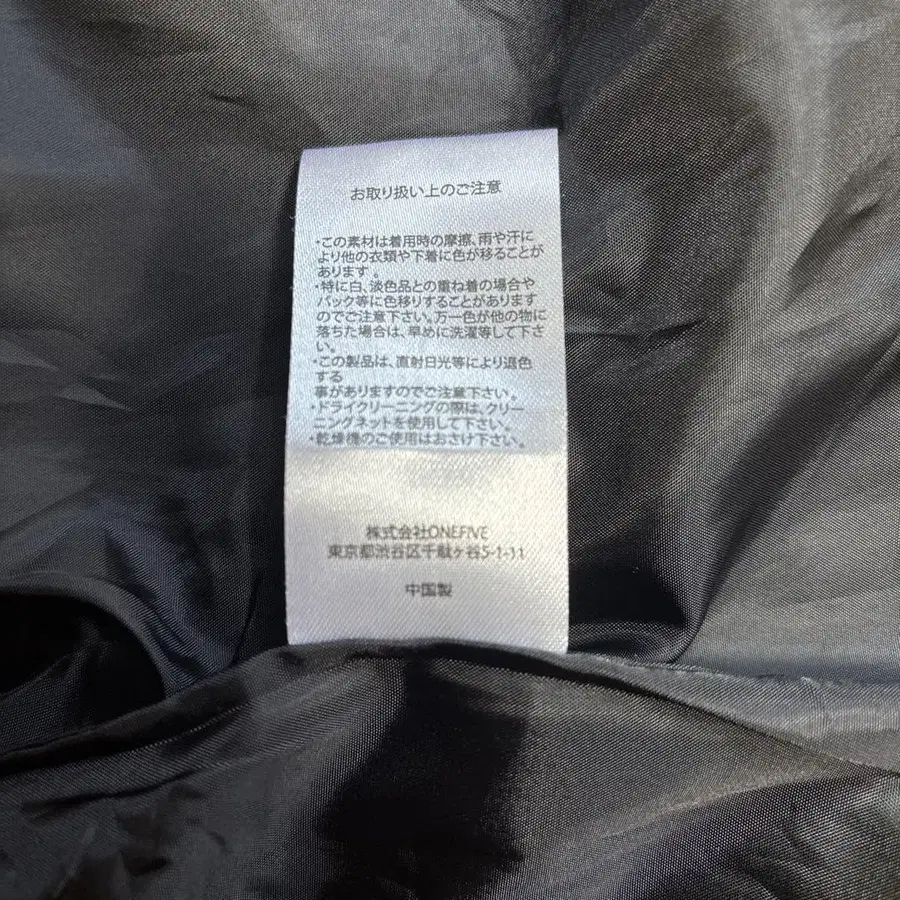 お取り扱い上のご注意
・この素材は着用時の摩擦、雨や汗に
より他の衣類や下着に色が移ることが
あります。
・特に白、淡色品との重ね着の場合や
バック等に色移りすることがあります
のでご注意下さい。万一色が他の物に
落ちた場合は、早めに洗濯等して下さ
い。
・この製品は、直射日光等により退色
する
事がありますのでご注意下さい。
・ドライクリーニングの際は、クリー
ニングネットを使用して下さい。
・乾燥機のご使用はおさけ下さい。
株式会社ONEFIVE
東京都渋谷区千駄ヶ谷5-1-11
中国製